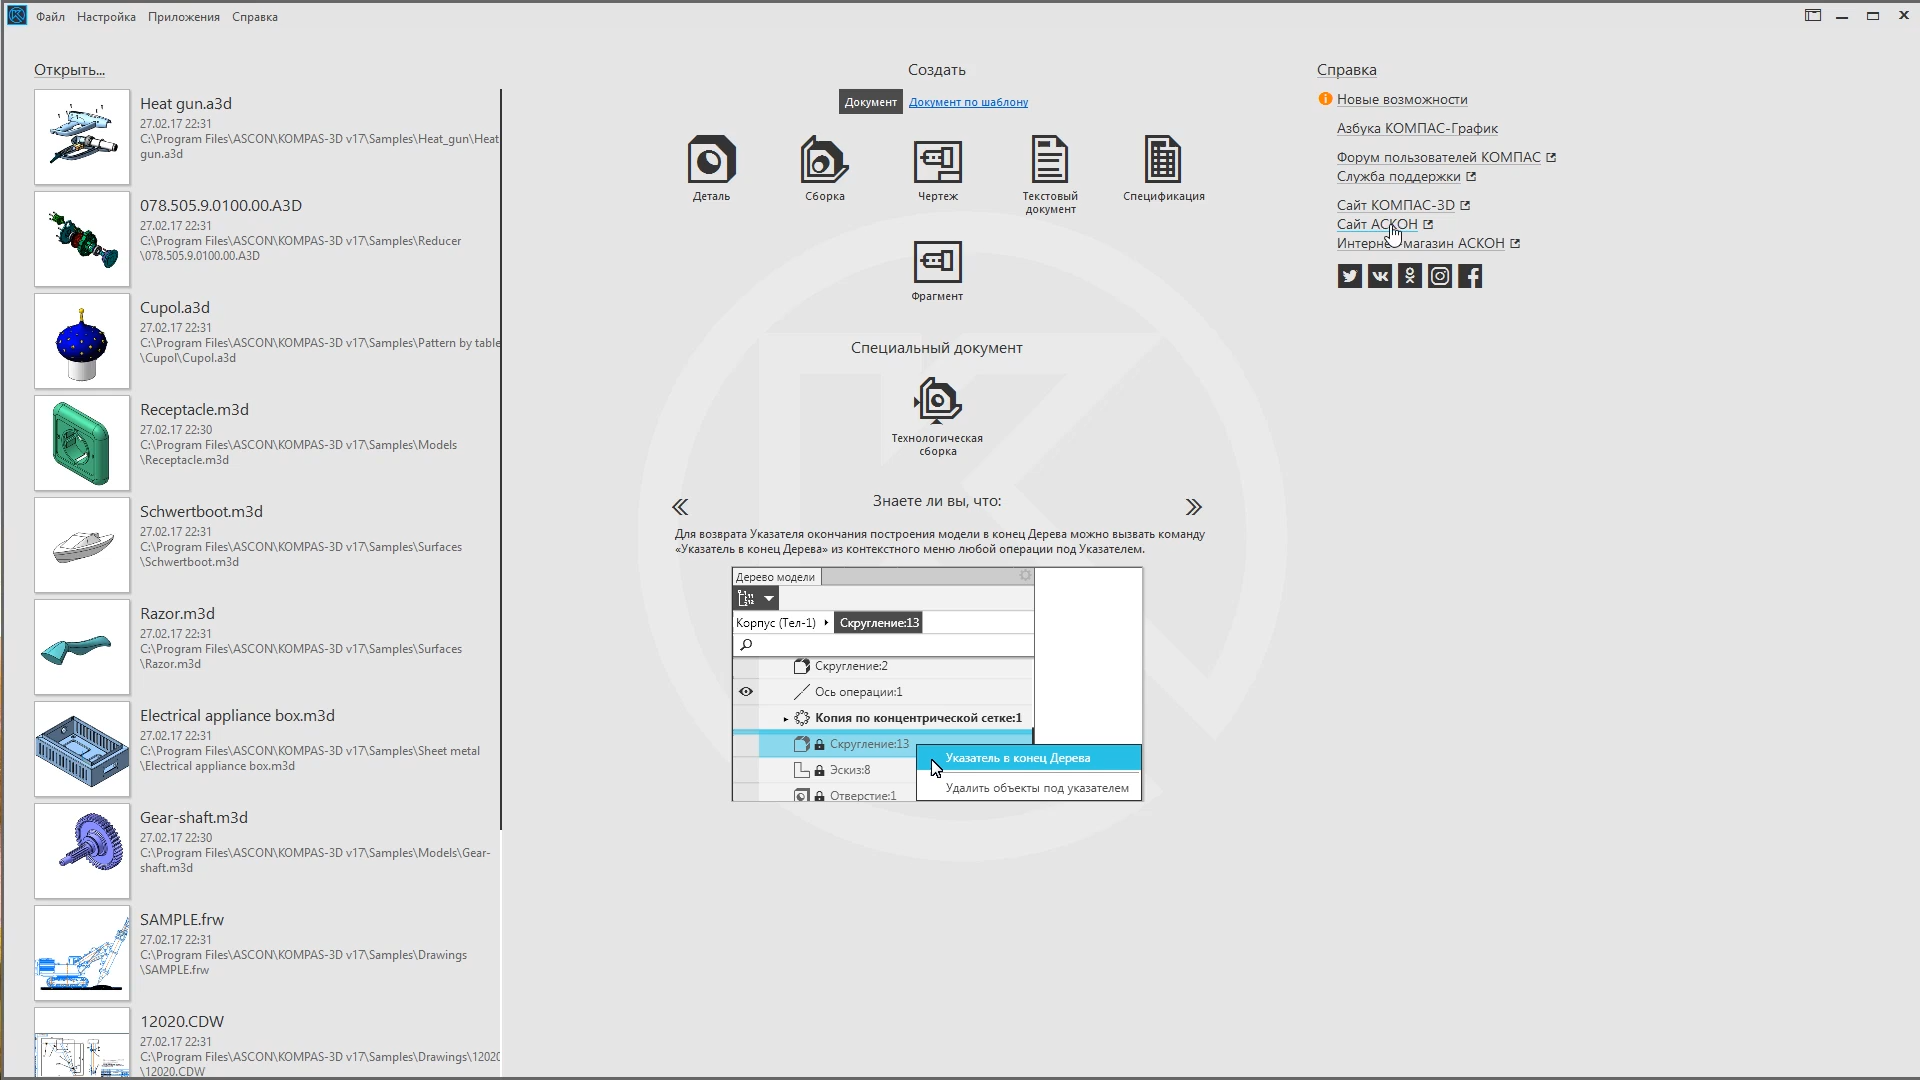 Файл Настройка Приложения Справка
Открыть...
Heat gun.a3d
27.02.17 22:31
C:\Program Files\ASCON\KOMPAS-3D v17\Samples\Heat_gun\Heat
gun.a3d
078.505.9.0100.00.A3D
27.02.17 22:31
C:\Program Files\ASCON\KOMPAS-3D v17\Samples\Reducer
\078.505.9.0100.00.A3D
Cupol.a3d
27.02.17 22:31
C:\Program Files\ASCON\KOMPAS-3D v17\Samples\Pattern by table
\Cupol\Cupol.a3d
Receptacle.m3d
27.02.17 22:30
C:\Program Files\ASCON\KOMPAS-3D v17\Samples\Models
\Receptacle.m3d
Schwertboot.m3d
27.02.17 22:31
C:\Program Files\ASCON\KOMPAS-3D v17\Samples\Surfaces
\Schwertboot.m3d
Razor.m3d
27.02.17 22:31
C:\Program Files\ASCON\KOMPAS-3D v17\Samples\Surfaces
\Razor.m3d
Electrical appliance box.m3d
27.02.17 22:31
C:\Program Files\ASCON\KOMPAS-3D v17\Samples\Sheet metal
\Electrical appliance box.m3d
Gear-shaft.m3d
27.02.17 22:30
C:\Program Files\ASCON\KOMPAS-3D v17\Samples\Models\Gear-
shaft.m3d
SAMPLE.frw
27.02.17 22:31
C:\Program Files\ASCON\KOMPAS-3D v17\Samples\Drawings
\SAMPLE.frw
12020.CDW
27.02.17 22:31
C:\Program Files\ASCON\KOMPAS-3D v17\Samples\Drawings\12020
\12020.CDW
Создать
Документ Документ по шаблону
Деталь
Сборка
Чертеж
Текстовый
документ
Спецификация
Фрагмент
Специальный документ
Технологическая
сборка
Знаете ли вы, что:
Для возврата Указателя окончания построения модели в конец Дерева можно вызвать команду
«Указатель в конец Дерева» из контекстного меню любой операции под Указателем.
Дерево модели
Корпус (Тел-1) Скругление:13
Скругление:2
Ось операции:1
Копия по концентрической сетке:1
Скругление:13
Указатель в конец Дерева
Эскиз:8
Удалить объекты под указателем
Отверстие:1
Справка
Новые возможности
Азбука КОМПАС-График
Форум пользователей КОМПАС
Служба поддержки
Сайт КОМПАС-3D
Сайт АСКОН
Интернет-магазин АСКОН